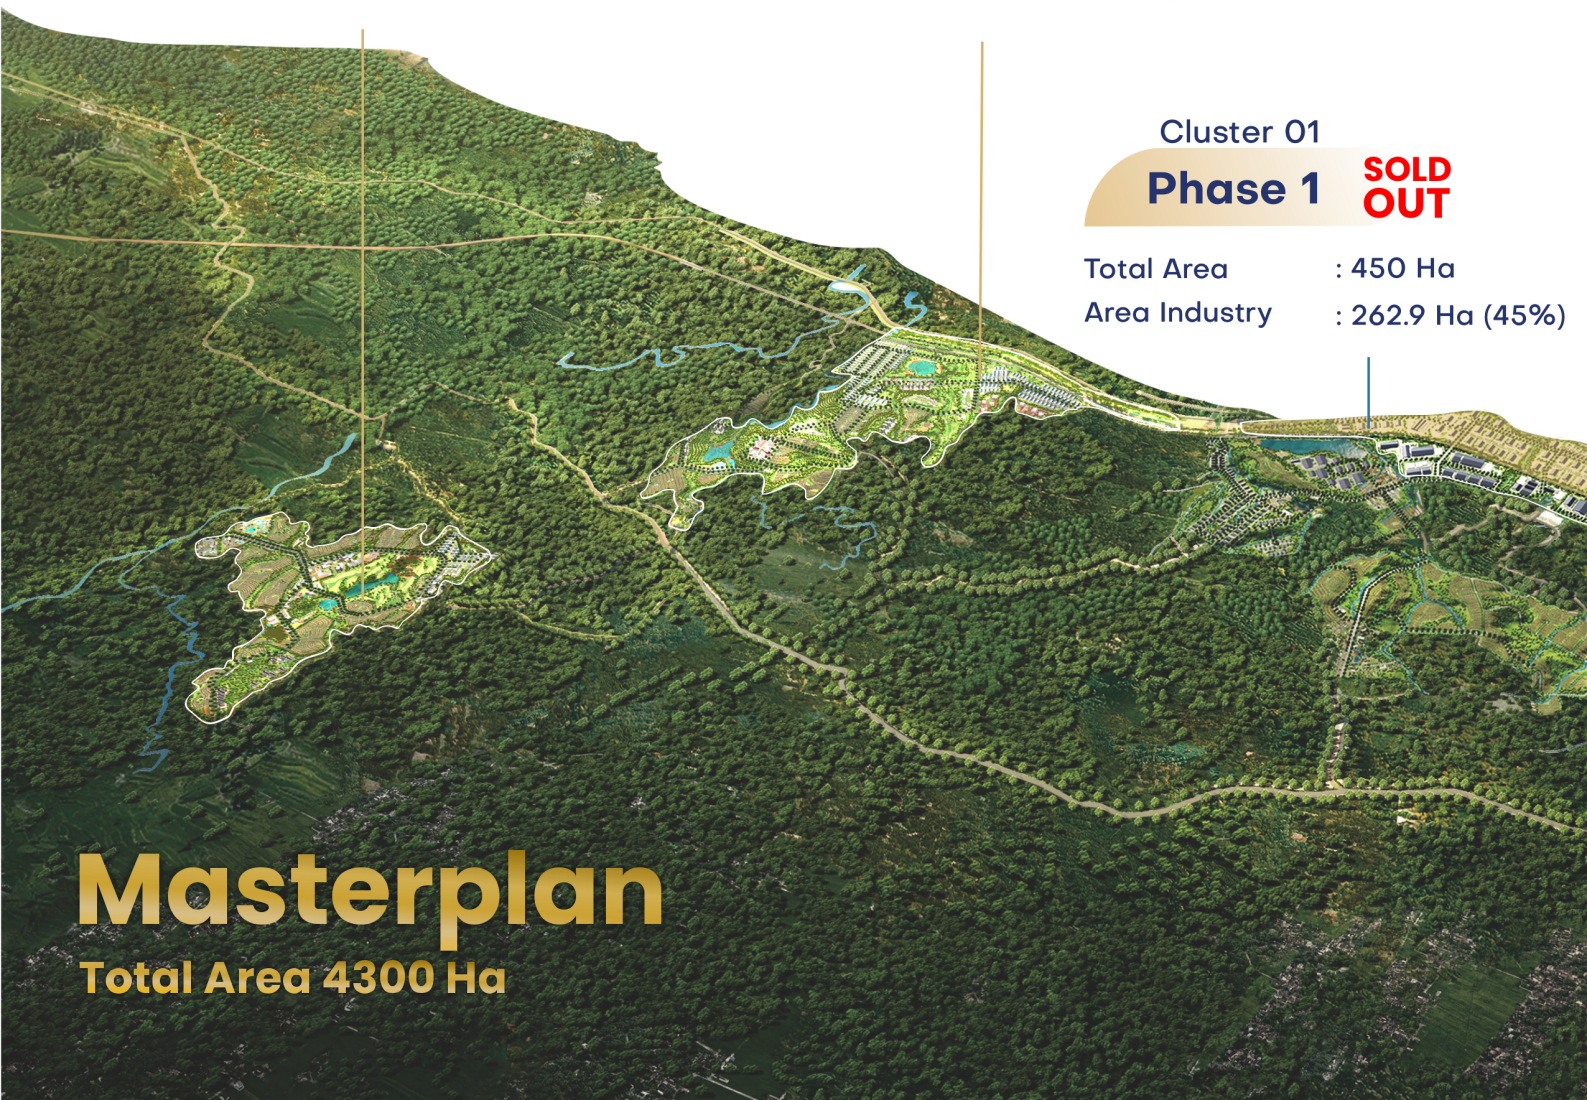 Cluster 01
Phase 1
SOLD
OUT
Total Area : 450 Ha
Area Industry : 262.9 Ha (45%)
Masterplan
Total Area 4300 Ha